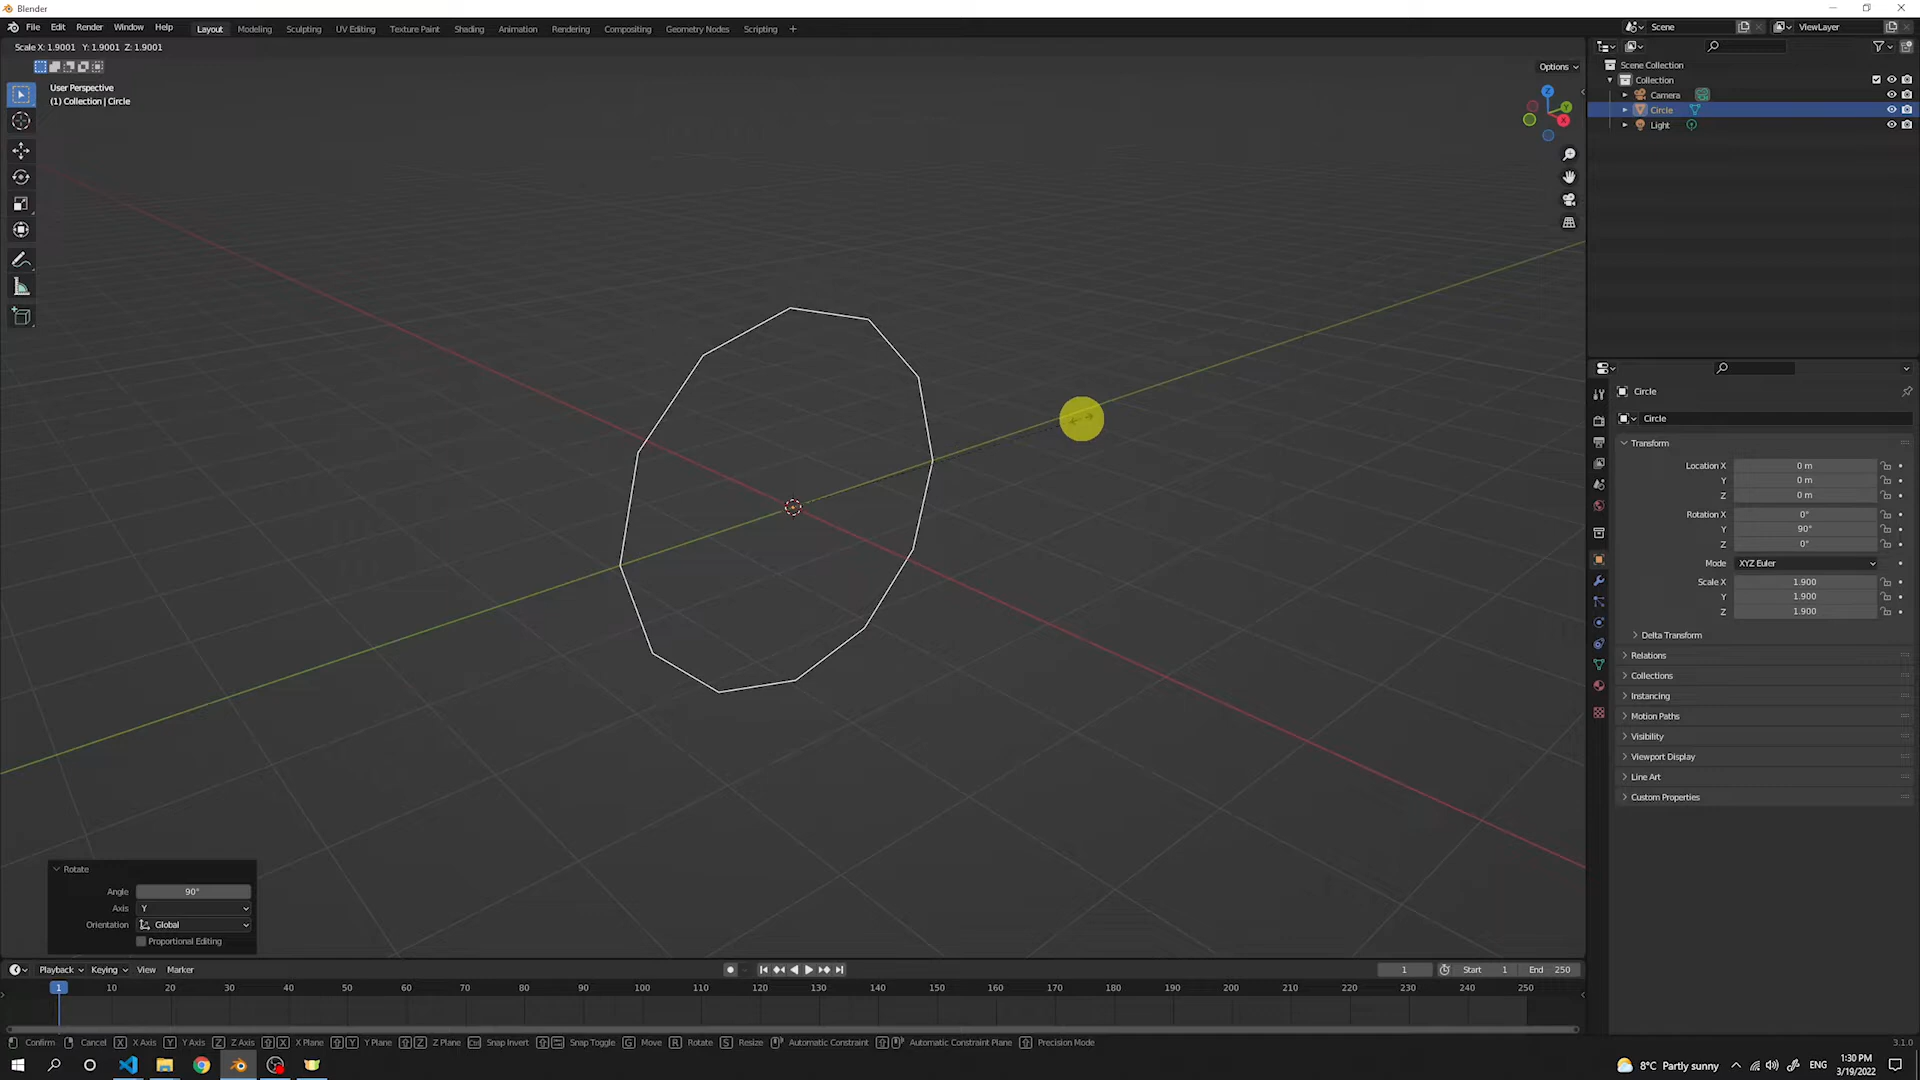 Blender
File Edit Render Window Help
Layout Modeling Sculpting UV Editing Texture Paint Shading Animation Rendering Compositing Geometry Nodes Scripting +
Scene
ViewLayer
Scale X: 1.9001 Y: 1.9001 Z: 1.9001
Options
User Perspective
(1) Collection | Circle
Z
Y
X
Scene Collection
Collection
Camera
Circle
Light
Circle
Circle
Transform
Location X 0 m
Y 0 m
Z 0 m
Rotation X 0°
Y 90°
Z 0°
Mode XYZ Euler
Scale X 1.900
Y 1.900
Z 1.900
Delta Transform
Relations
Collections
Instancing
Motion Paths
Visibility
Viewport Display
Line Art
Custom Properties
Rotate
Angle 90°
Axis Y
Orientation Global
Proportional Editing
Playback Keying View Marker
1 Start 1 End 250
1 10 20 30 40 50 60 70 80 90 100 110 120 130 140 150 160 170 180 190 200 210 220 230 240 250
Confirm Cancel X X Axis Y Y Axis Z Z Axis X X Plane Y Y Plane Z Z Plane Snap Invert Snap Toggle G Move R Rotate S Resize Automatic Constraint Automatic Constraint Plane Precision Mode
3.1.0
8°C Partly sunny
ENG
1:30 PM
3/19/2022